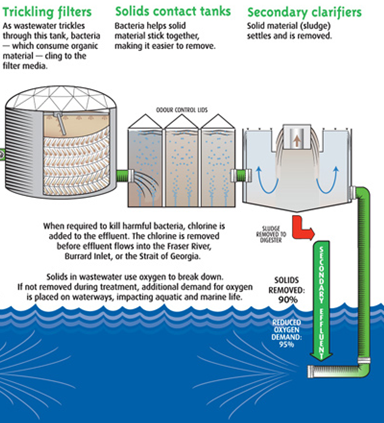 Trickling filters
As wastewater trickles
through this tank, bacteria
— which consume organic
material — cling to the
filter media.
Solids contact tanks
Bacteria helps solid
material stick together,
making it easier to remove.
Secondary clarifiers
Solid material (sludge)
settles and is removed.
ODOUR CONTROL LIDS
When required to kill harmful bacteria, chlorine is
added to the effluent. The chlorine is removed
before effluent flows into the Fraser River,
Burrard Inlet, or the Strait of Georgia.
SLUDGE
REMOVED TO
DIGESTER
Solids in wastewater use oxygen to break down.
If not removed during treatment, additional demand for oxygen
is placed on waterways, impacting aquatic and marine life.
SOLIDS
REMOVED:
90%
REDUCED
OXYGEN
DEMAND:
95%
SECONDARY EFFLUENT